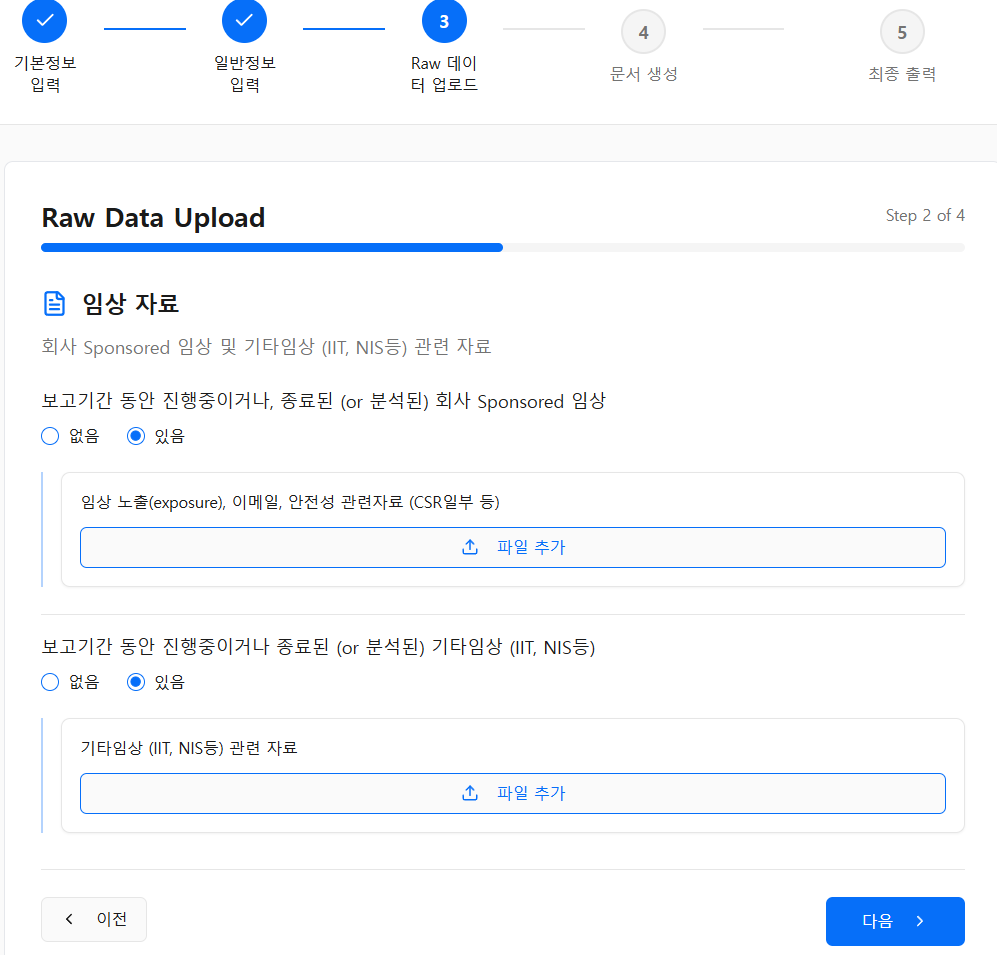 기본정보
입력
일반정보
입력
3
Raw 데이
터 업로드
4
문서 생성
5
최종 출력
Raw Data Upload
Step 2 of 4
임상 자료
회사 Sponsored 임상 및 기타임상 (IIT, NIS등) 관련 자료
보고기간 동안 진행중이거나, 종료된 (or 분석된) 회사 Sponsored 임상
없음 있음
임상 노출(exposure), 이메일, 안전성 관련자료 (CSR일부 등)
파일 추가
보고기간 동안 진행중이거나 종료된 (or 분석된) 기타임상 (IIT, NIS등)
없음 있음
기타임상 (IIT, NIS등) 관련 자료
파일 추가
이전
다음